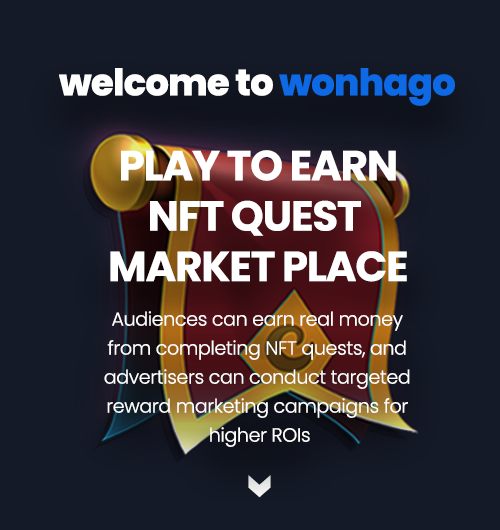 welcome to wonhago
PLAY TO EARN
NFT QUEST
MARKET PLACE
Audiences can earn real money
from completing NFT quests, and
advertisers can conduct targeted
reward marketing campaigns for
higher ROIs